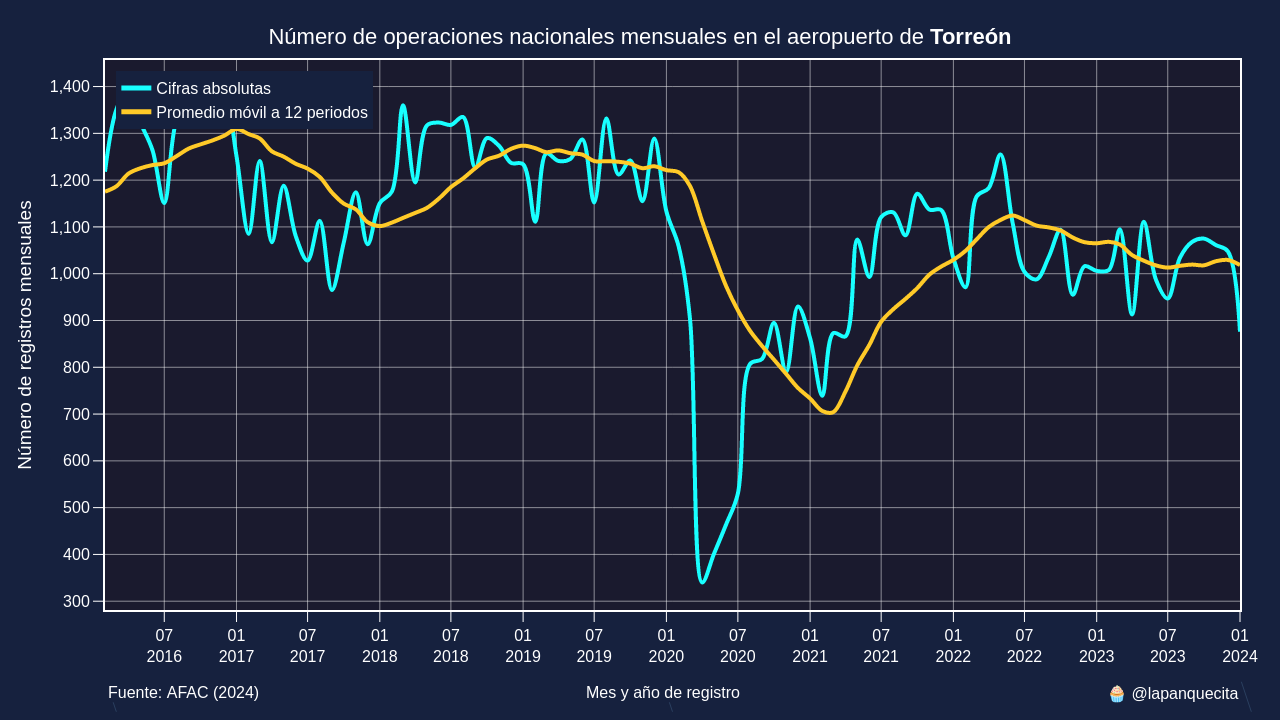 Número de operaciones nacionales mensuales en el aeropuerto de Torreón
Cifras absolutas
Promedio móvil a 12 periodos
Número de registros mensuales
1,400
1,300
1,200
1,100
1,000
900
800
700
600
500
400
300
07 01 07 01 07 01 07 01 07 01 07 01 07 01 07 01
2016 2017 2017 2018 2018 2019 2019 2020 2020 2021 2021 2022 2022 2023 2023 2024
Fuente: AFAC (2024)
Mes y año de registro
🧁 @lapanquecita